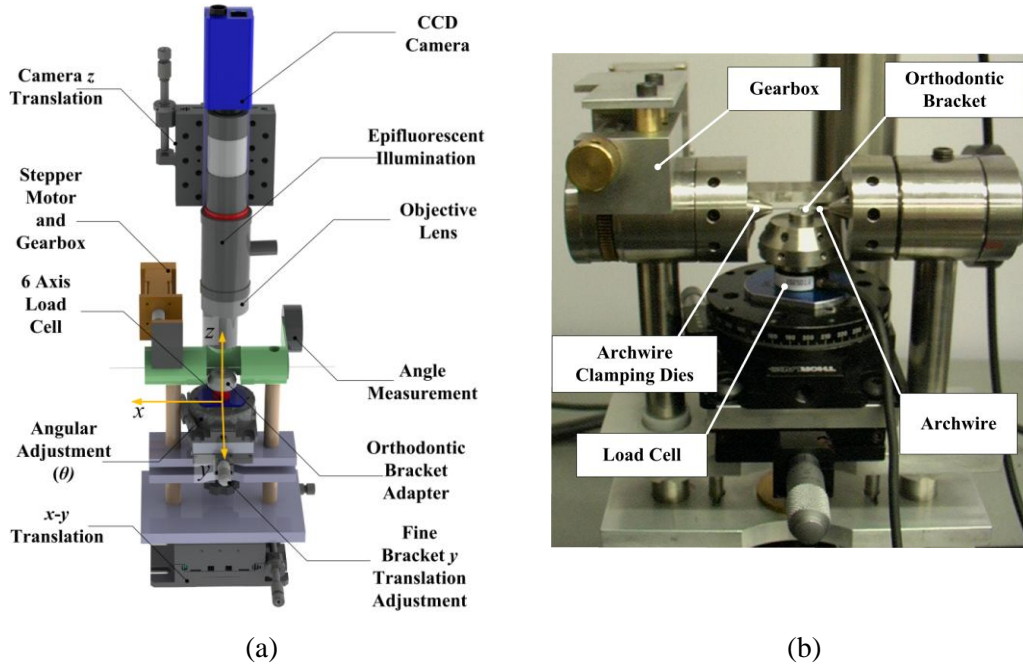 CCD
Camera
Camera z
Translation
Epifluorescent
Illumination
Stepper
Motor
and
Gearbox
Objective
Lens
6 Axis
Load
Cell
z
x
y
Angle
Measurement
Angular
Adjustment
(θ)
Orthodontic
Bracket
Adapter
x-y
Translation
Fine
Bracket y
Translation
Adjustment
(a)
Gearbox
Orthodontic
Bracket
Archwire
Clamping Dies
THORLABS
Load Cell
Archwire
(b)